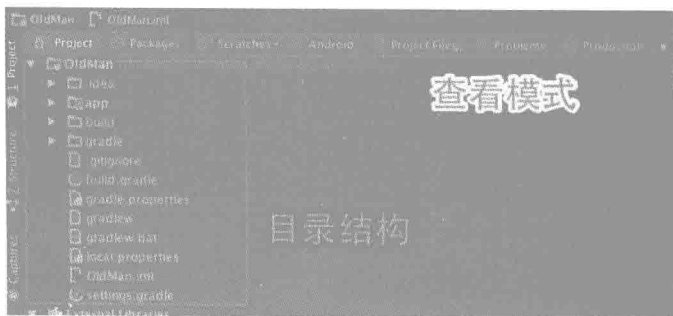 OldMan OldMan.iml
Project Packages Scratches Android Project Files Problems Production
1: Project
OldMan
.idea
app
build
gradle
.gitignore
build.gradle
gradle.properties
gradlew
gradlew.bat
local.properties
OldMan.iml
settings.gradle
External Libraries
查看模式
目录结构
2: Structure
Captures